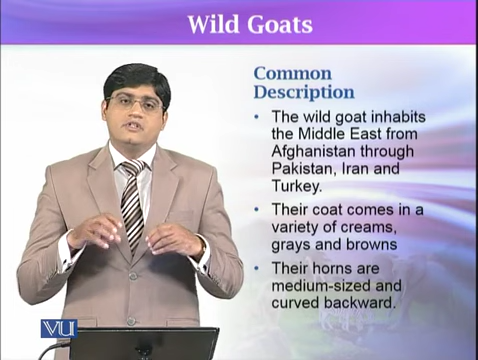 Wild Goats
Common
Description
• The wild goat inhabits
the Middle East from
Afghanistan through
Pakistan, Iran and
Turkey.
• Their coat comes in a
variety of creams,
grays and browns
• Their horns are
medium-sized and
curved backward.
VU